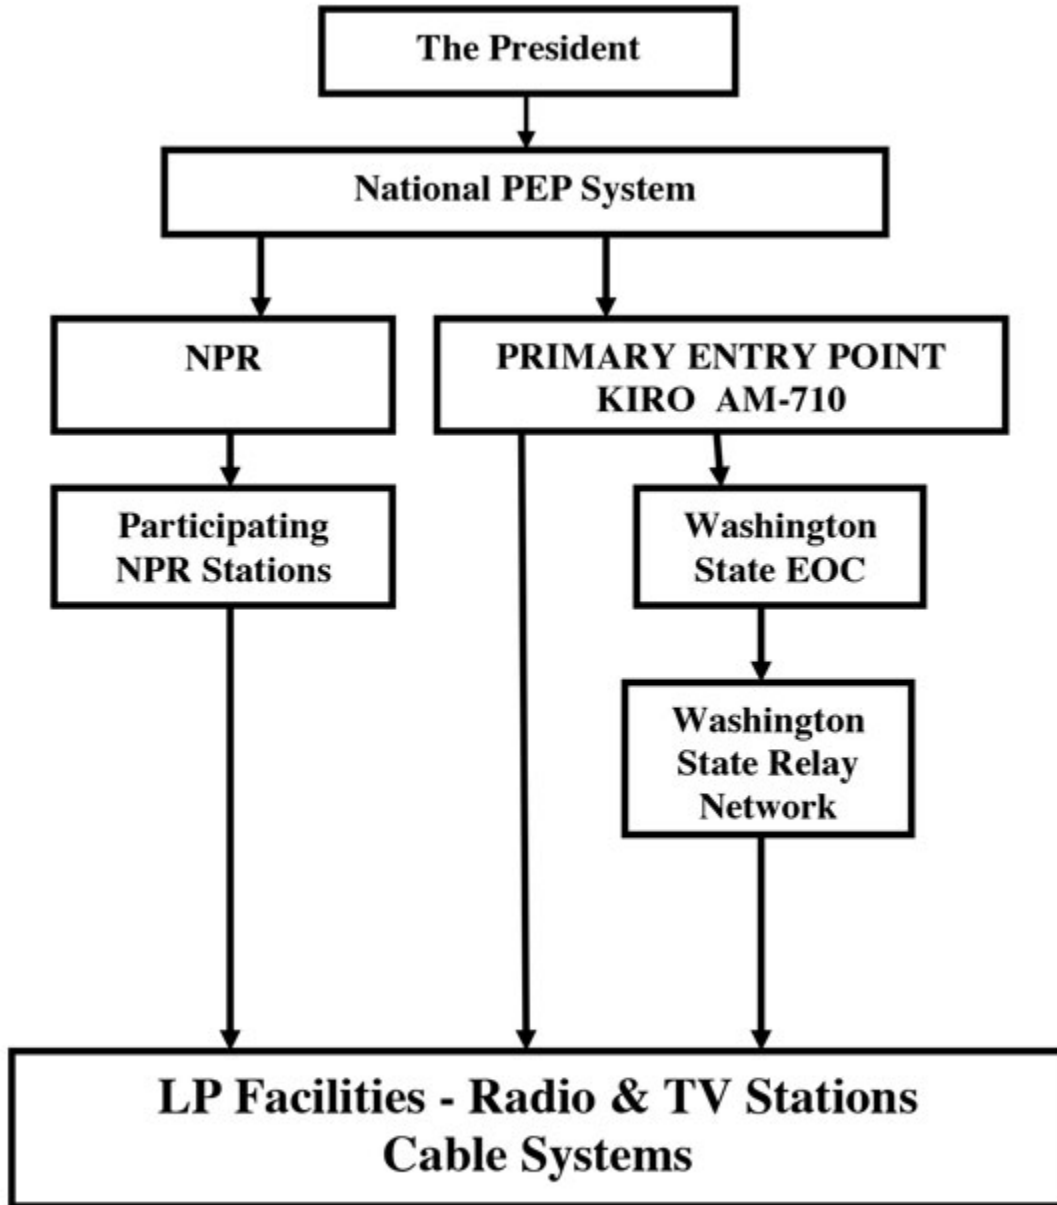 The President
National PEP System
NPR
PRIMARY ENTRY POINT
KIRO AM-710
Participating
NPR Stations
Washington
State EOC
Washington
State Relay
Network
LP Facilities - Radio & TV Stations
Cable Systems